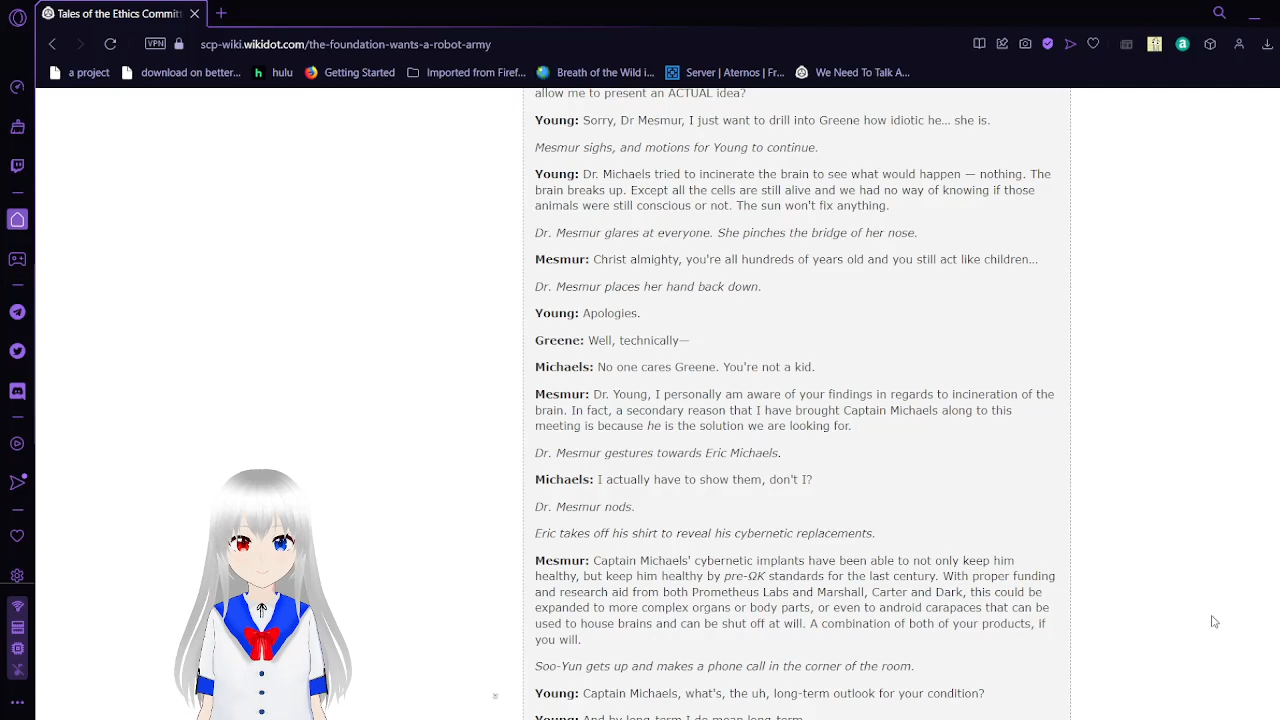 Tales of the Ethics Committ
VPN
scp-wiki.wikidot.com/the-foundation-wants-a-robot-army
a project
download on better...
hulu
Getting Started
Imported from Firef...
Breath of the Wild i...
Server | Aternos | Fr...
We Need To Talk A...
allow me to present an ACTUAL idea?
Young: Sorry, Dr Mesmur, I just want to drill into Greene how idiotic he... she is.
Mesmur sighs, and motions for Young to continue.
Young: Dr. Michaels tried to incinerate the brain to see what would happen — nothing. The
brain breaks up. Except all the cells are still alive and we had no way of knowing if those
animals were still conscious or not. The sun won't fix anything.
Dr. Mesmur glares at everyone. She pinches the bridge of her nose.
Mesmur: Christ almighty, you're all hundreds of years old and you still act like children...
Dr. Mesmur places her hand back down.
Young: Apologies.
Greene: Well, technically—
Michaels: No one cares Greene. You're not a kid.
Mesmur: Dr. Young, I personally am aware of your findings in regards to incineration of the
brain. In fact, a secondary reason that I have brought Captain Michaels along to this
meeting is because he is the solution we are looking for.
Dr. Mesmur gestures towards Eric Michaels.
Michaels: I actually have to show them, don't I?
Dr. Mesmur nods.
Eric takes off his shirt to reveal his cybernetic replacements.
Mesmur: Captain Michaels' cybernetic implants have been able to not only keep him
healthy, but keep him healthy by pre-ΩK standards for the last century. With proper funding
and research aid from both Prometheus Labs and Marshall, Carter and Dark, this could be
expanded to more complex organs or body parts, or even to android carapaces that can be
used to house brains and can be shut off at will. A combination of both of your products, if
you will.
Soo-Yun gets up and makes a phone call in the corner of the room.
Young: Captain Michaels, what's, the uh, long-term outlook for your condition?
Young: And by long-term I do mean long-term